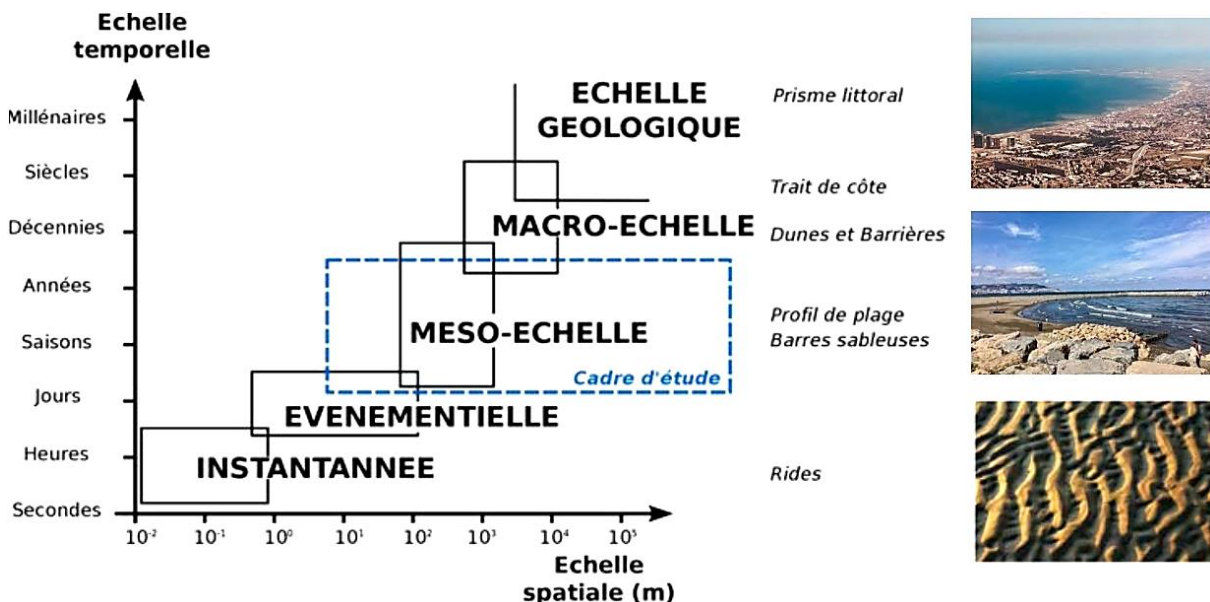 Echelle
temporelle
Millénaires
Siècles
Décennies
Années
Saisons
Jours
Heures
Secondes
ECHELLE
GEOLOGIQUE
MACRO-ECHELLE
MESO-ECHELLE
Cadre d'étude
EVENEMENTIELLE
INSTANTANNEE
10⁻²
10⁻¹
10⁰
10¹
10²
10³
10⁴
10⁵
Echelle
spatiale (m)
Prisme littoral
Trait de côte
Dunes et Barrières
Profil de plage
Barres sableuses
Rides